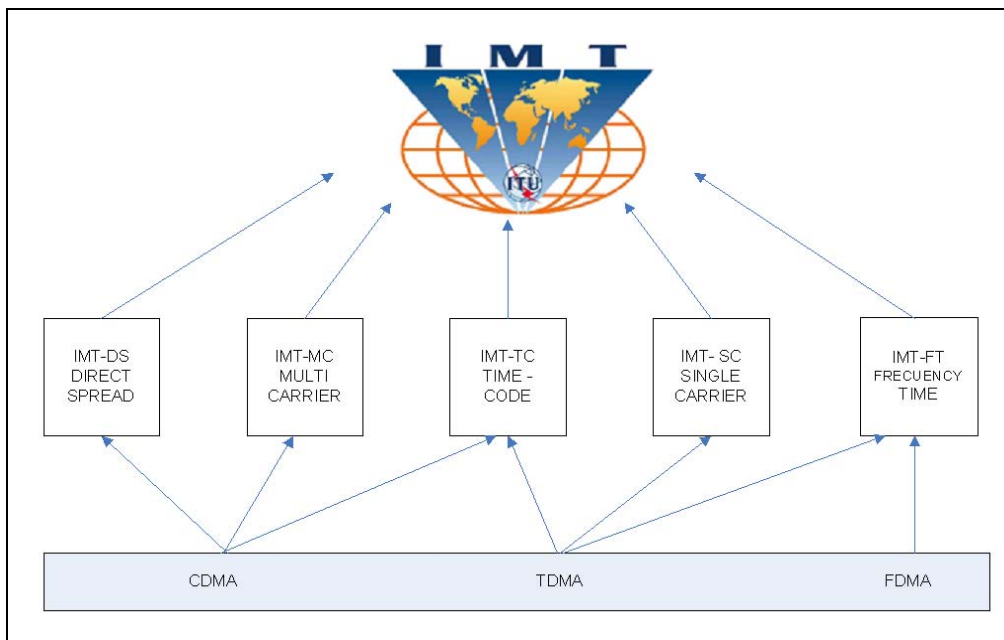 I M T
ITU
IMT-DS
DIRECT
SPREAD
IMT-MC
MULTI
CARRIER
IMT-TC
TIME -
CODE
IMT- SC
SINGLE
CARRIER
IMT-FT
FRECUENCY
TIME
CDMA
TDMA
FDMA